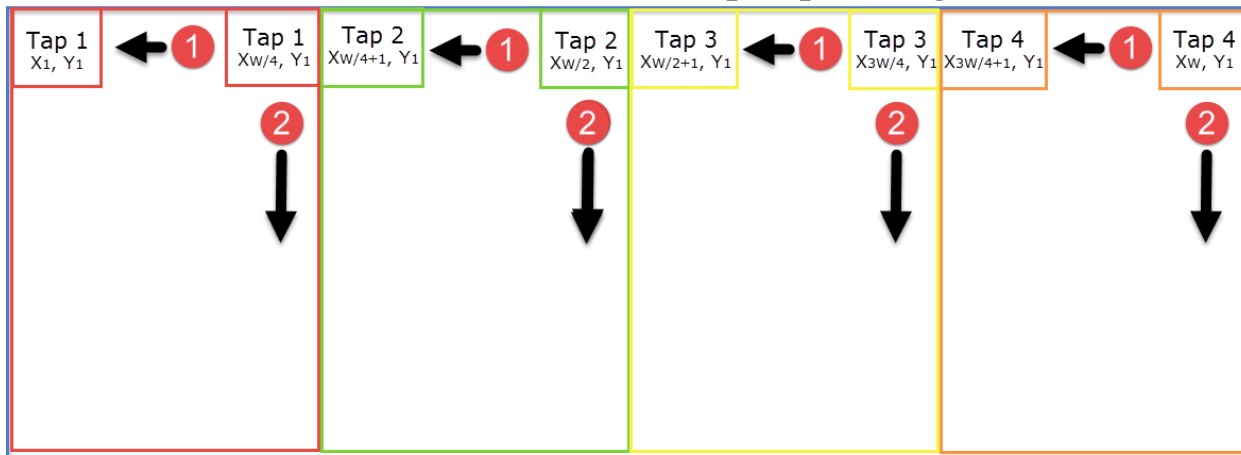 Tap 1
X1, Y1
1
Tap 1
XW/4, Y1
Tap 2
XW/4+1, Y1
1
Tap 2
XW/2, Y1
Tap 3
XW/2+1, Y1
1
Tap 3
X3W/4, Y1
Tap 4
X3W/4+1, Y1
1
Tap 4
XW, Y1
2
2
2
2